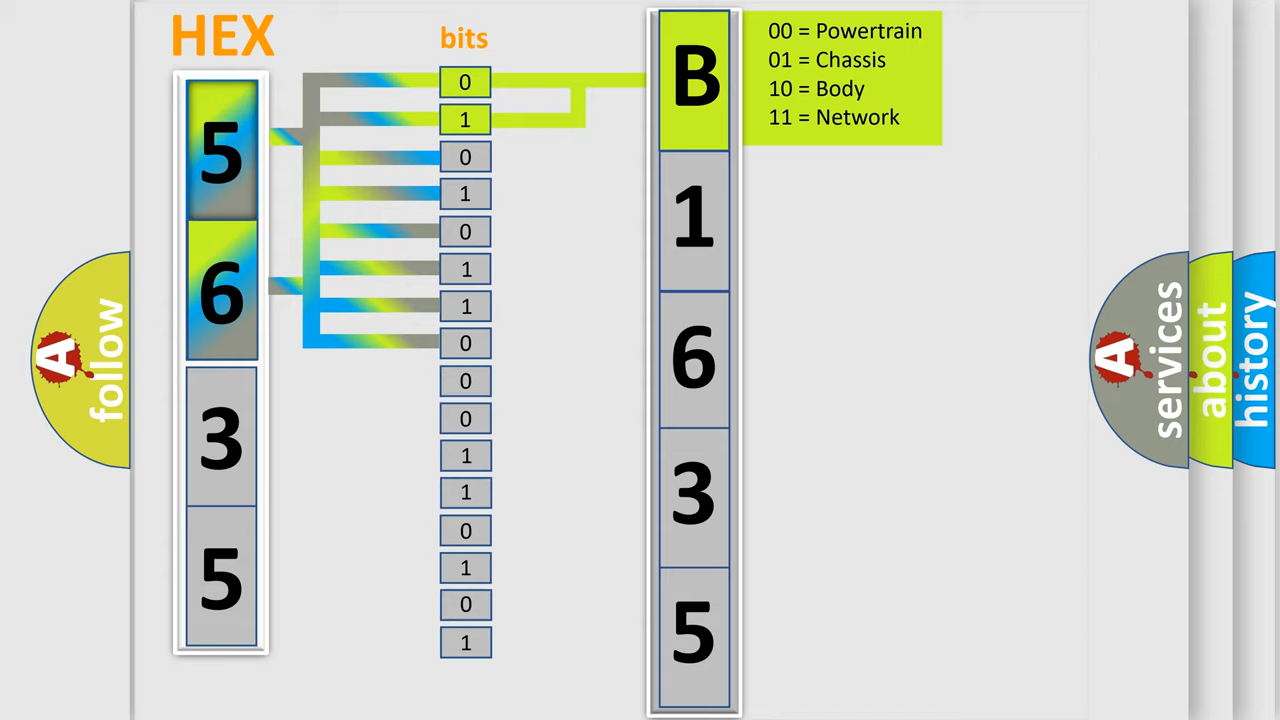 HEX
bits
5
6
3
5
0
1
0
1
0
1
1
0
0
0
1
1
0
1
0
1
B
1
6
3
5
00 = Powertrain
01 = Chassis
10 = Body
11 = Network
A
follow
A
services
about
history